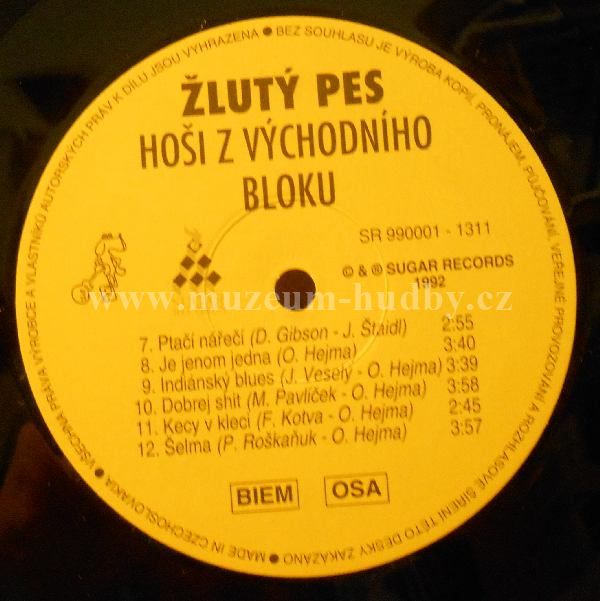 ŽLUTÝ PES
HOŠI Z VÝCHODNÍHO
BLOKU
SR 990001 - 1311
© & ® SUGAR RECORDS
1992
www.muzeum-hudby.cz
7. Ptačí nářečí (D. Gibson - J. Štaidl) 2:55
8. Je jenom jedna (O. Hejma) 3:40
9. Indiánský blues (J. Veselý - O. Hejma) 3:39
10. Dobrej shit (M. Pavlíček - O. Hejma) 3:58
11. Kecy v kleci (F. Kotva - O. Hejma) 2:45
12. Šelma (P. Roškaňuk - O. Hejma) 3:57
BIEM OSA
MADE IN CZECHOSLOVAKIA ● VŠECHNA PRÁVA VÝROBCE A VLASTNÍKŮ AUTORSKÝCH PRÁV K DÍLU JSOU VYHRAZENA ● BEZ SOUHLASU JE VÝROBA KOPIÍ, PRONÁJEM, PŮJČOVÁNÍ, VEŘEJNÉ PROVOZOVÁNÍ A ROZHLASOVÉ ŠÍŘENÍ TÉTO DESKY ZAKÁZÁNO ●